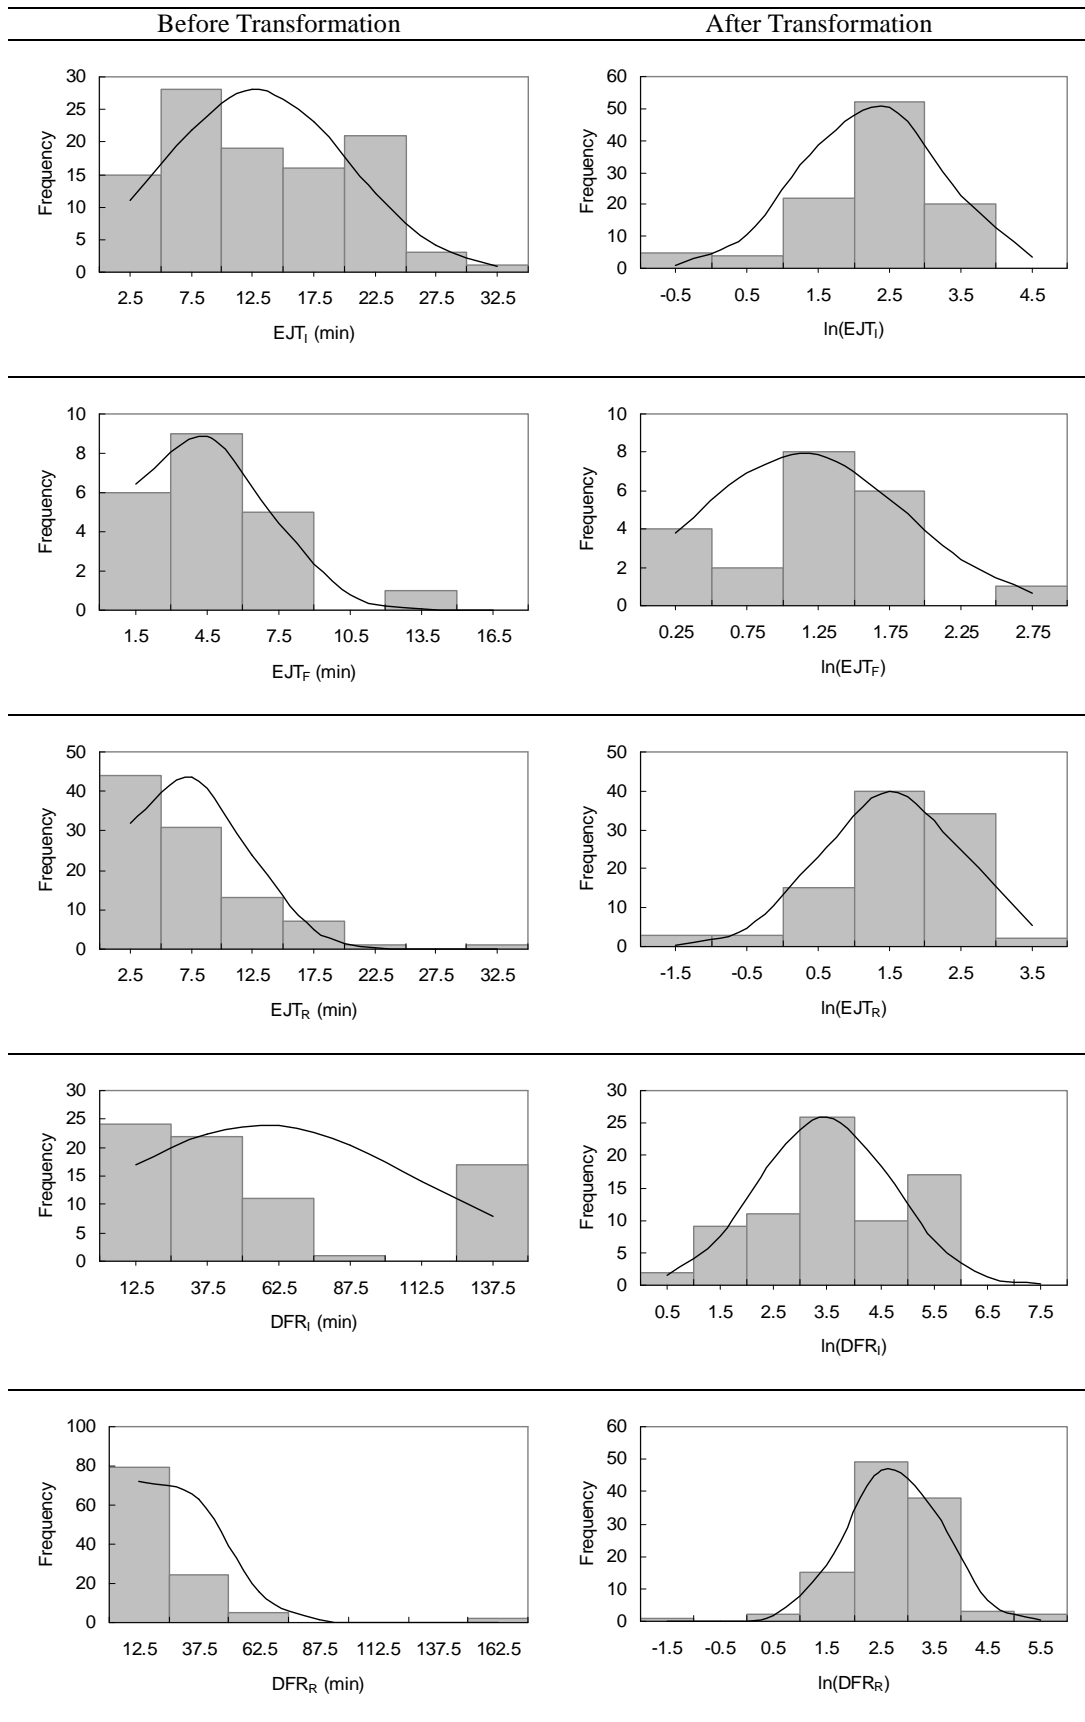 Before Transformation After Transformation
30
25
20
15
10
5
0
Frequency
2.5 7.5 12.5 17.5 22.5 27.5 32.5
EJT_I (min)
60
50
40
30
20
10
0
Frequency
-0.5 0.5 1.5 2.5 3.5 4.5
ln(EJT_I)
10
8
6
4
2
0
Frequency
1.5 4.5 7.5 10.5 13.5 16.5
EJT_F (min)
10
8
6
4
2
0
Frequency
0.25 0.75 1.25 1.75 2.25 2.75
ln(EJT_F)
50
40
30
20
10
0
Frequency
2.5 7.5 12.5 17.5 22.5 27.5 32.5
EJT_R (min)
50
40
30
20
10
0
Frequency
-1.5 -0.5 0.5 1.5 2.5 3.5
ln(EJT_R)
30
25
20
15
10
5
0
Frequency
12.5 37.5 62.5 87.5 112.5 137.5
DFR_I (min)
30
25
20
15
10
5
0
Frequency
0.5 1.5 2.5 3.5 4.5 5.5 6.5 7.5
ln(DFR_I)
100
80
60
40
20
0
Frequency
12.5 37.5 62.5 87.5 112.5 137.5 162.5
DFR_R (min)
60
50
40
30
20
10
0
Frequency
-1.5 -0.5 0.5 1.5 2.5 3.5 4.5 5.5
ln(DFR_R)